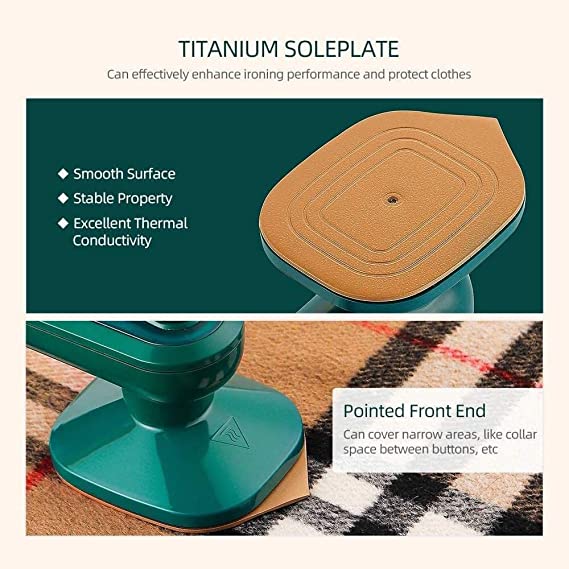 TITANIUM SOLEPLATE
Can effectively enhance ironing performance and protect clothes
Smooth Surface
Stable Property
Excellent Thermal
Conductivity
Pointed Front End
Can cover narrow areas, like collar
space between buttons, etc